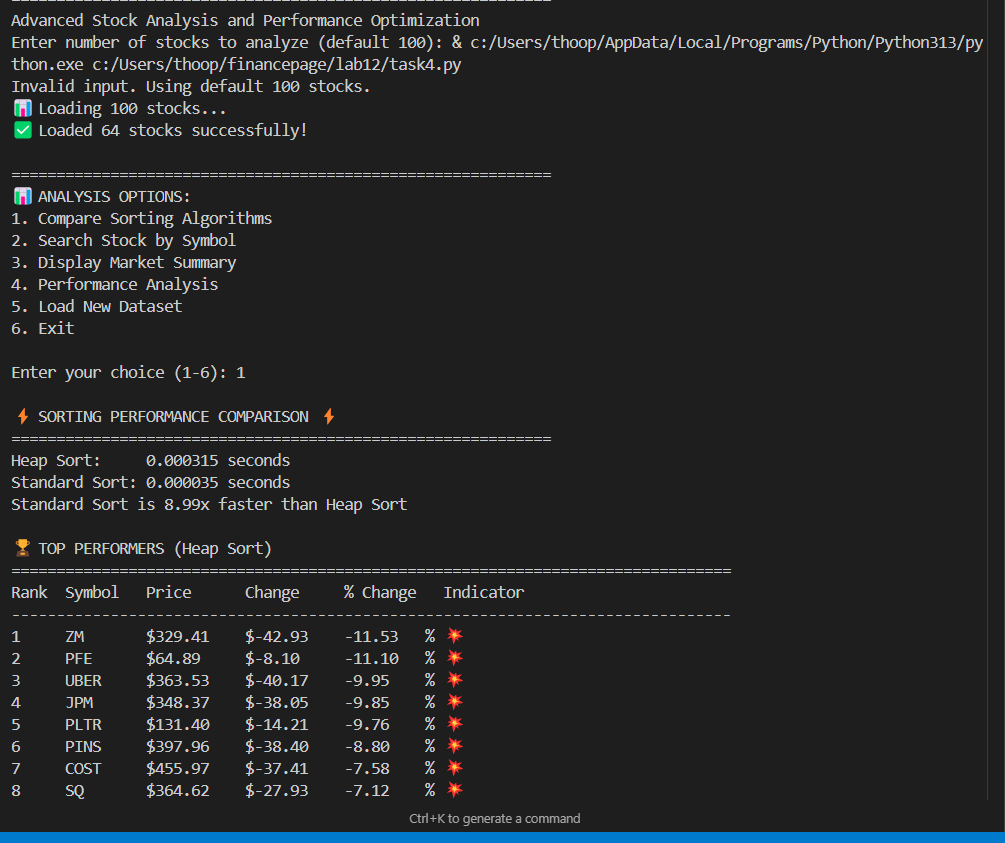 ============================================================
Advanced Stock Analysis and Performance Optimization
Enter number of stocks to analyze (default 100): & c:/Users/thoop/AppData/Local/Programs/Python/Python313/py
thon.exe c:/Users/thoop/financepage/lab12/task4.py
Invalid input. Using default 100 stocks.
📊 Loading 100 stocks...
✅ Loaded 64 stocks successfully!
============================================================
📊 ANALYSIS OPTIONS:
1. Compare Sorting Algorithms
2. Search Stock by Symbol
3. Display Market Summary
4. Performance Analysis
5. Load New Dataset
6. Exit
Enter your choice (1-6): 1
⚡ SORTING PERFORMANCE COMPARISON ⚡
============================================================
Heap Sort:     0.000315 seconds
Standard Sort: 0.000035 seconds
Standard Sort is 8.99x faster than Heap Sort
🏆 TOP PERFORMERS (Heap Sort)
================================================================================
Rank  Symbol   Price      Change     % Change   Indicator
--------------------------------------------------------------------------------
1     ZM       $329.41    $-42.93    -11.53   % 💥
2     PFE      $64.89     $-8.10     -11.10   % 💥
3     UBER     $363.53    $-40.17    -9.95    % 💥
4     JPM      $348.37    $-38.05    -9.85    % 💥
5     PLTR     $131.40    $-14.21    -9.76    % 💥
6     PINS     $397.96    $-38.40    -8.80    % 💥
7     COST     $455.97    $-37.41    -7.58    % 💥
8     SQ       $364.62    $-27.93    -7.12    % 💥
Ctrl+K to generate a command